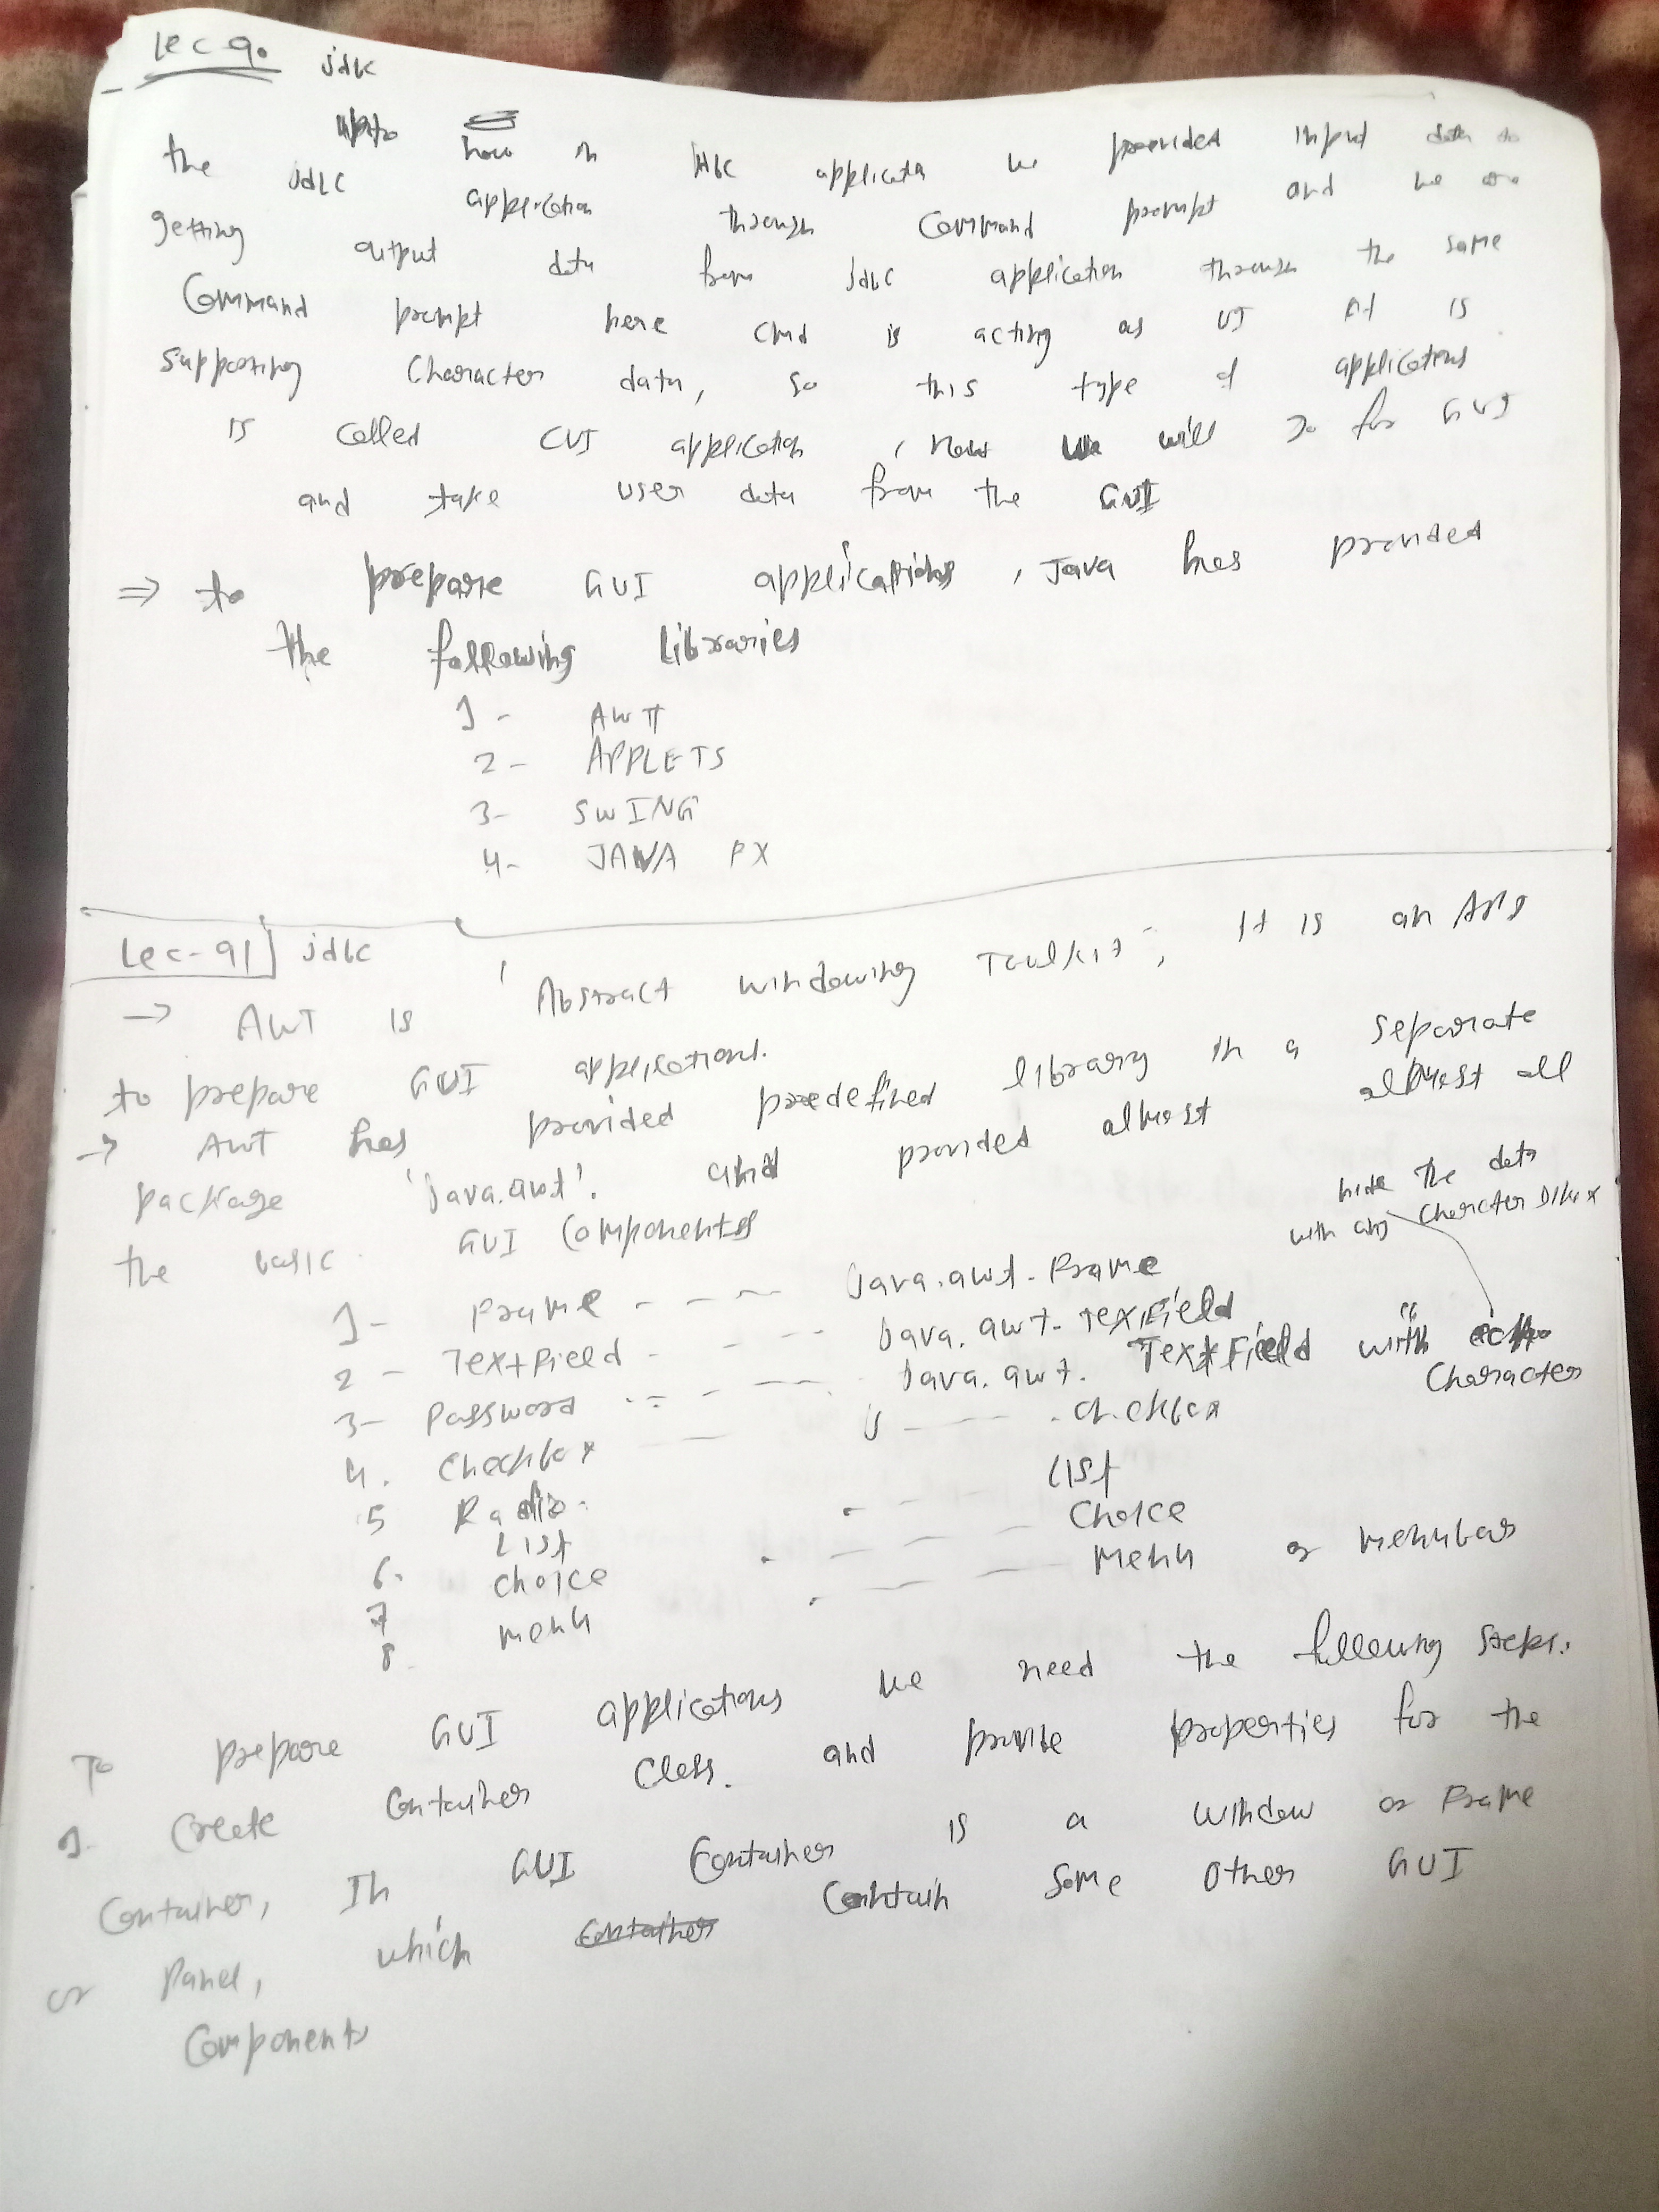 Lec 90 jdbc
upto now in jdbc applicatn we provided input data to
the jdbc application through Command prompt and we are
getting output data from jdbc application through the same
Command prompt here cmd is acting as UI it is
supporting Character data, so this type of applications
is called CUI application , now we will go for GUI
and take user data from the GUI
⇒ to prepare GUI applications , Java has provided
the following libraries
1 - AWT
2 - APPLETS
3 - SWING
4 - JAVA FX
Lec-91 jdbc
→ AWT is 'Abstract windowing Toolkit', It is an API
to prepare GUI applications.
→ AWT has provided predefined library in a separate
package 'java.awt'. and provided almost almost all
the basic GUI Components
hide the data
with any Character like x
1 - Frame - - - - java.awt.Frame
2 - TextField - - - - java.awt.TextField
3 - Password - - - - java.awt. TextField with "echo
Character
4. Checkbox - - - - . checkbox
5 Radio
6. List - - - - List
7 choice - - - - Choice
8. menu - - - - Menu or menubar
To prepare GUI applications we need the following steps.
1. Create Container Class. and provide properties for the
Container, In GUI Container is a window or Frame
or Panel, which Container Contain some other GUI
Components